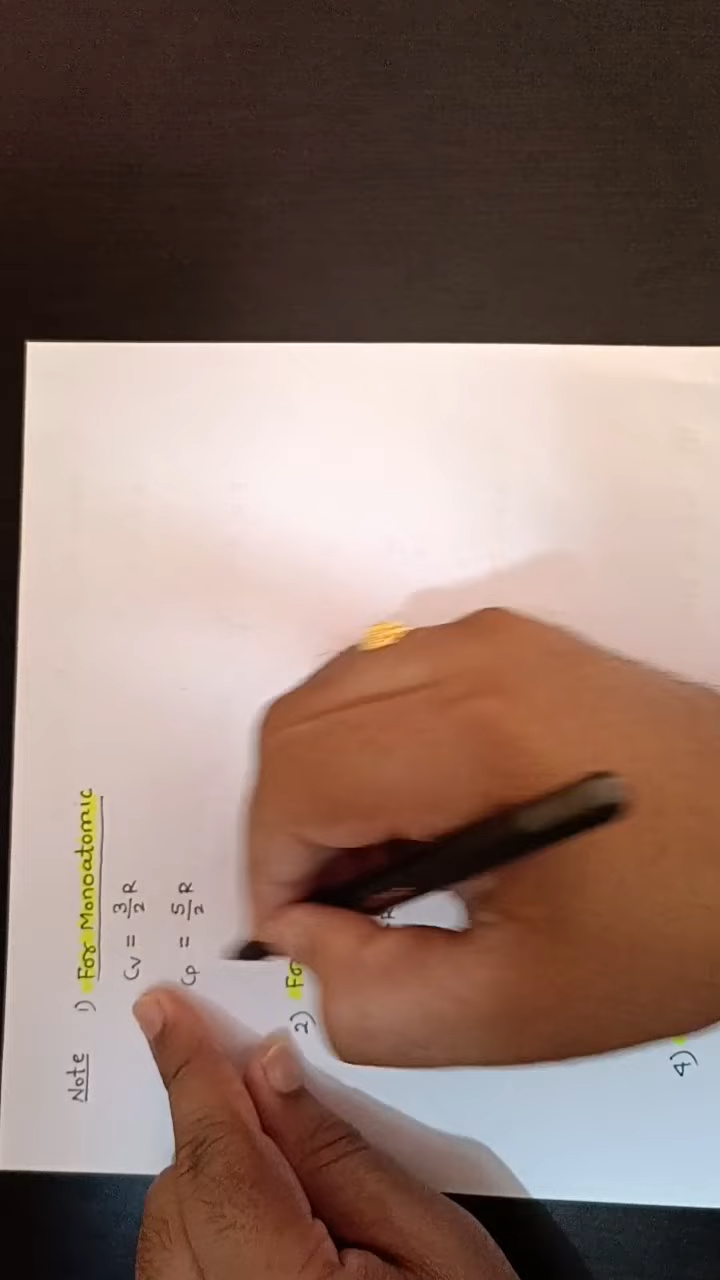 Note 1) For Monoatomic
Cv = 3/2 R
Cp = 5/2 R
2)
4)